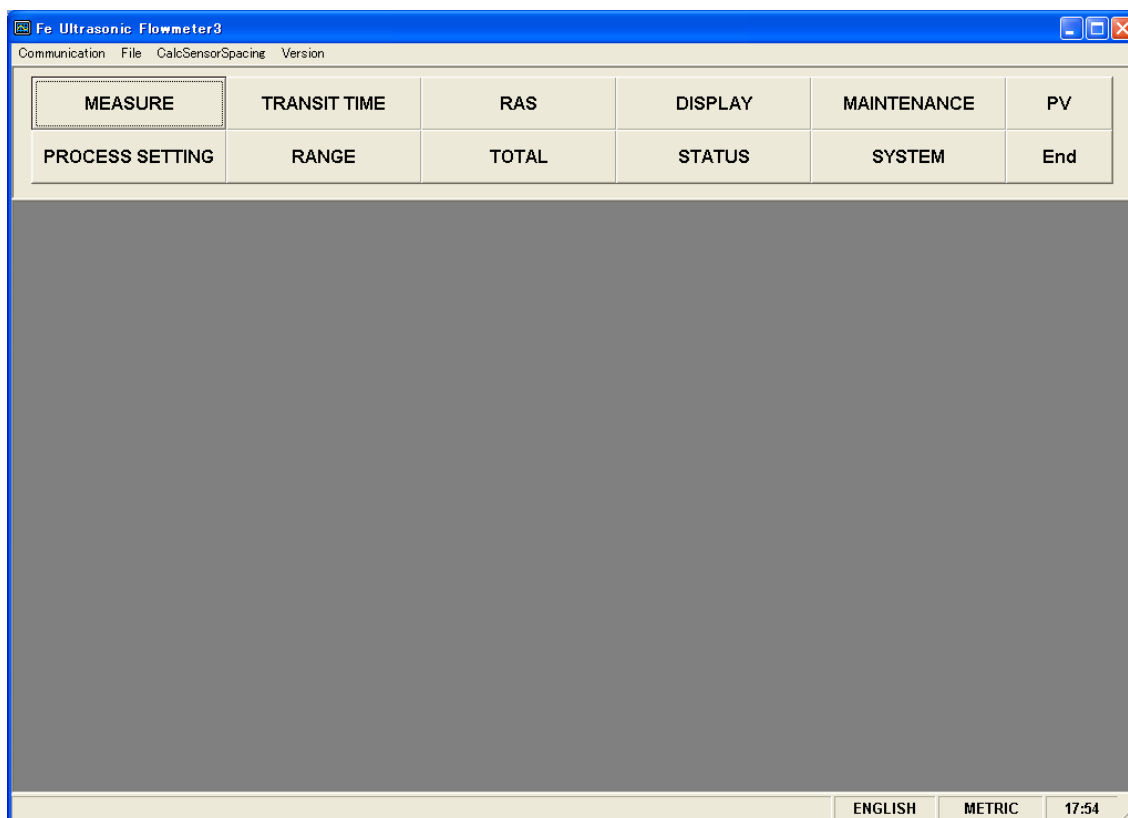 Fe Ultrasonic Flowmeter3
Communication File CalcSensorSpacing Version
MEASURE TRANSIT TIME RAS DISPLAY MAINTENANCE PV
PROCESS SETTING RANGE TOTAL STATUS SYSTEM End
ENGLISH METRIC 17:54